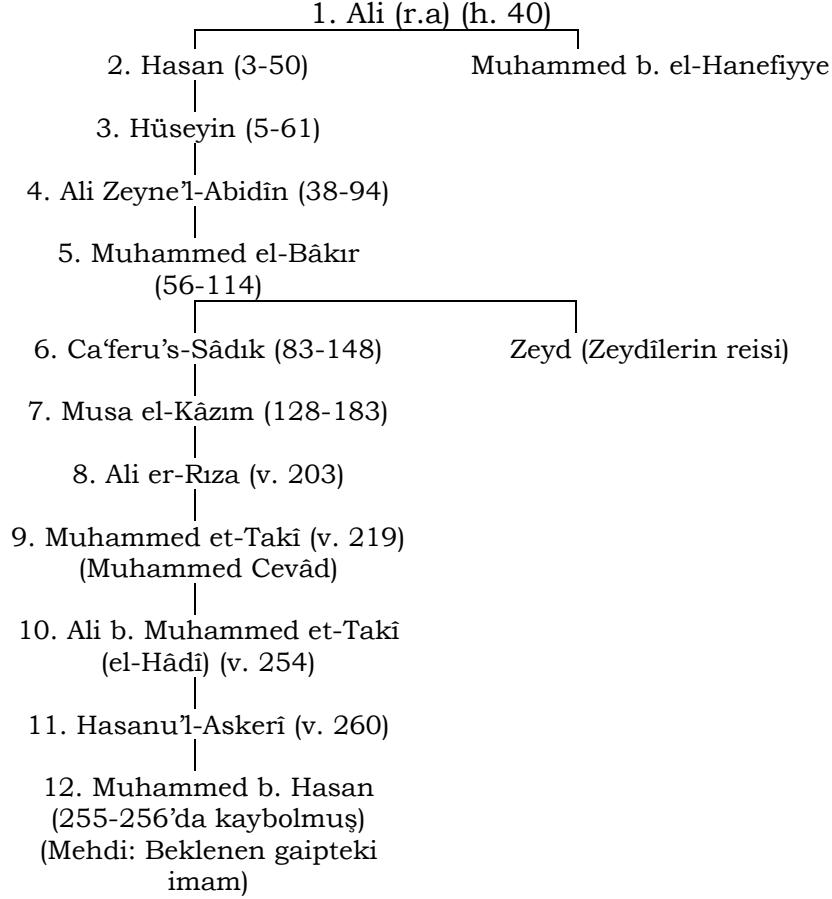 1. Ali (r.a) (h. 40)
2. Hasan (3-50)
Muhammed b. el-Hanefiyye
3. Hüseyin (5-61)
4. Ali Zeyne’l-Abidîn (38-94)
5. Muhammed el-Bâkır
(56-114)
6. Ca‘feru’s-Sâdık (83-148)
Zeyd (Zeydîlerin reisi)
7. Musa el-Kâzım (128-183)
8. Ali er-Rıza (v. 203)
9. Muhammed et-Takî (v. 219)
(Muhammed Cevâd)
10. Ali b. Muhammed et-Takî
(el-Hâdî) (v. 254)
11. Hasanu’l-Askerî (v. 260)
12. Muhammed b. Hasan
(255-256’da kaybolmuş)
(Mehdi: Beklenen gaipteki
imam)